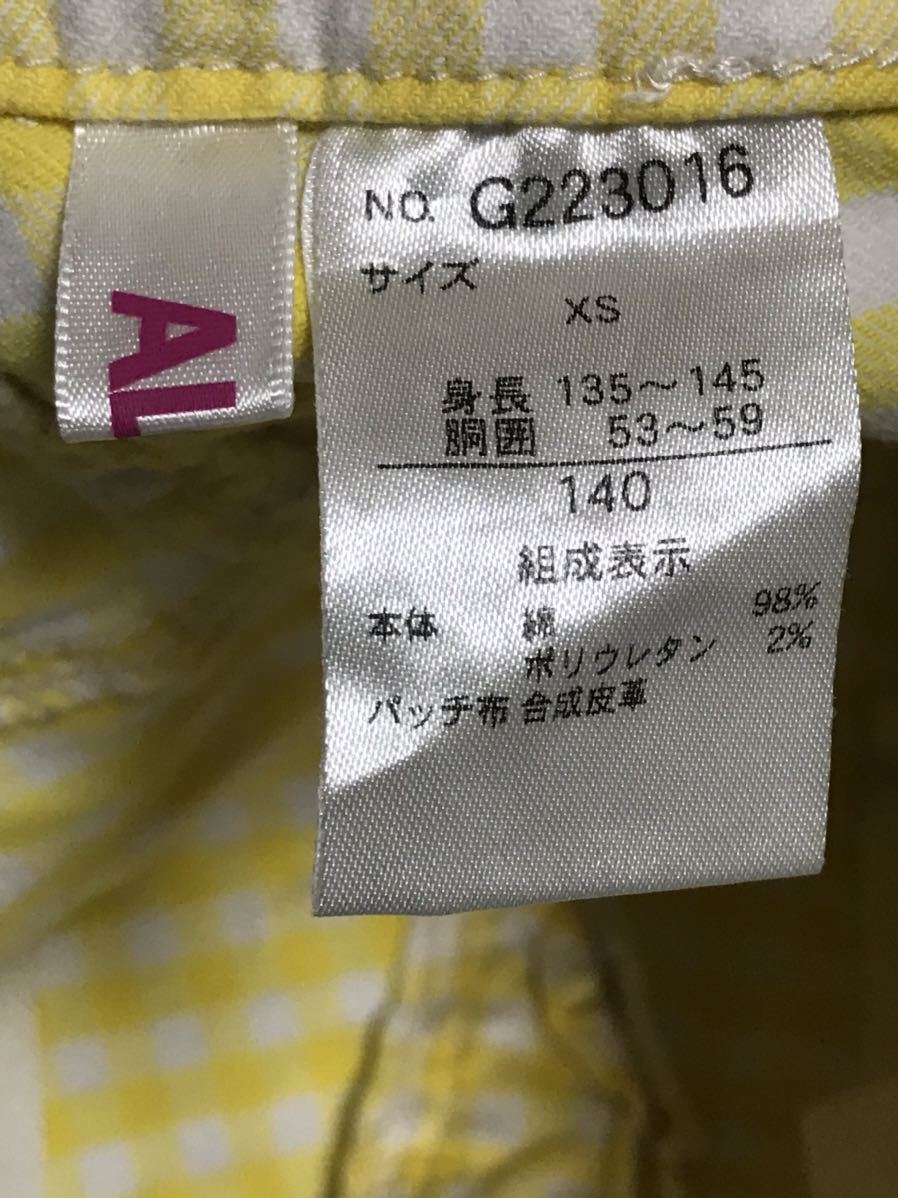 AL
NO. G223016
サイズ
XS
身長 135〜145
胴囲 53〜59
140
組成表示
本体 綿 98%
ポリウレタン 2%
パッチ布 合成皮革